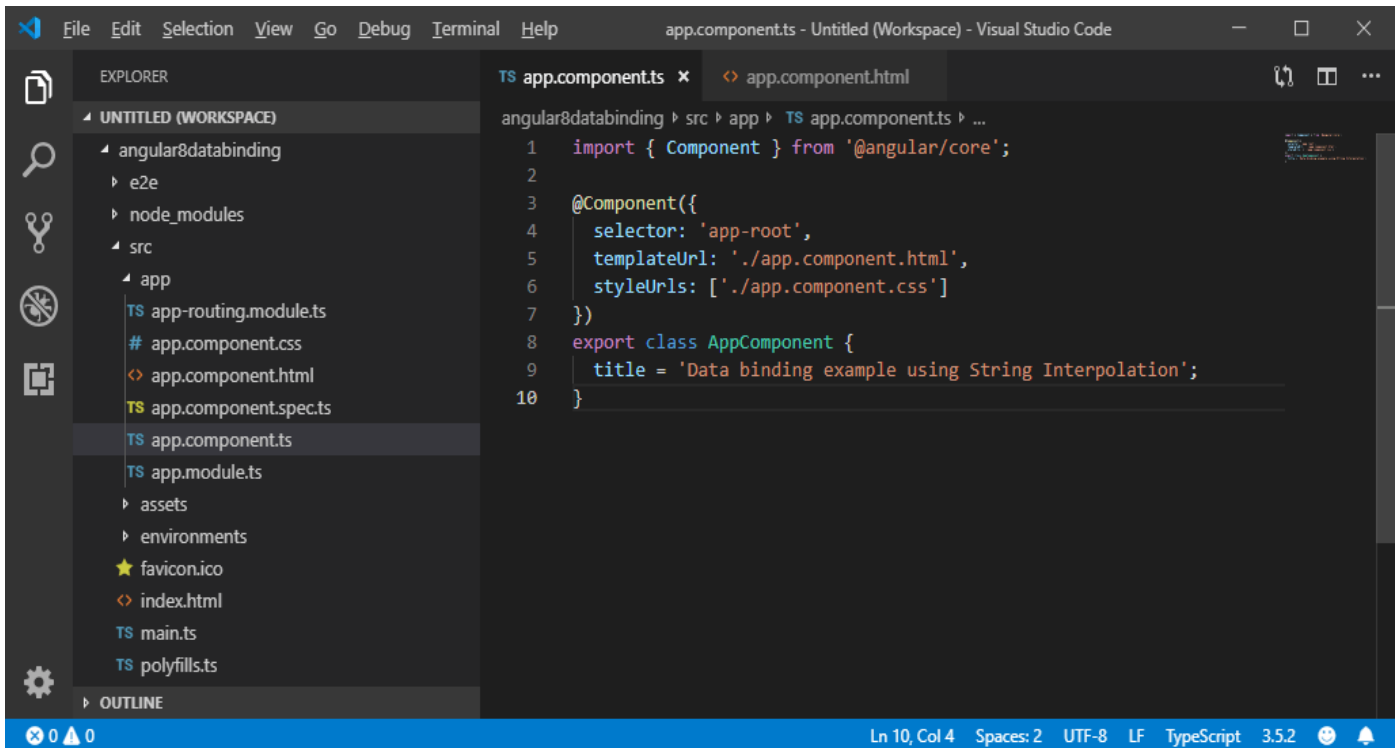 File Edit Selection View Go Debug Terminal Help app.component.ts - Untitled (Workspace) - Visual Studio Code
EXPLORER
UNTITLED (WORKSPACE)
angular8databinding
e2e
node_modules
src
app
TS app-routing.module.ts
# app.component.css
<> app.component.html
TS app.component.spec.ts
TS app.component.ts
TS app.module.ts
assets
environments
favicon.ico
<> index.html
TS main.ts
TS polyfills.ts
OUTLINE
TS app.component.ts × <> app.component.html ...
angular8databinding ▸ src ▸ app ▸ TS app.component.ts ▸ ...
1 import { Component } from '@angular/core';
2
3 @Component({
4 selector: 'app-root',
5 templateUrl: './app.component.html',
6 styleUrls: ['./app.component.css']
7 })
8 export class AppComponent {
9 title = 'Data binding example using String Interpolation';
10 }
0 0 Ln 10, Col 4 Spaces: 2 UTF-8 LF TypeScript 3.5.2